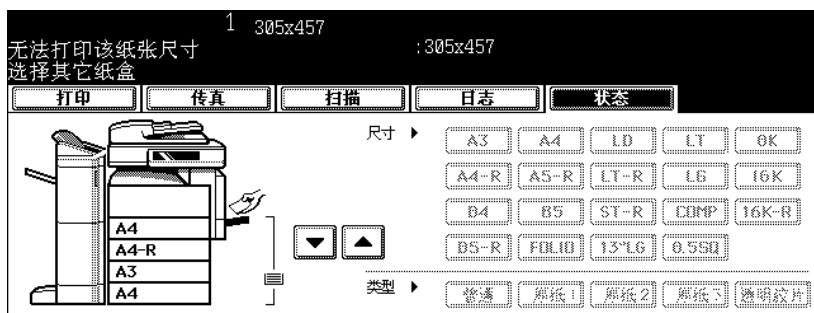 1 305x457
无法打印该纸张尺寸 :305x457
选择其它纸盒
打印 传真 扫描 日志 状态
尺寸 A3 A4 LD LT 8K
A4-R A5-R LT-R LG 16K
B4 B5 ST-R COMP 16K-R
B5-R FOLIO 13"LG 8.5SQ
A4
A4-R
A3
A4
类型 普通 厚纸1 厚纸2 厚纸3 透明胶片